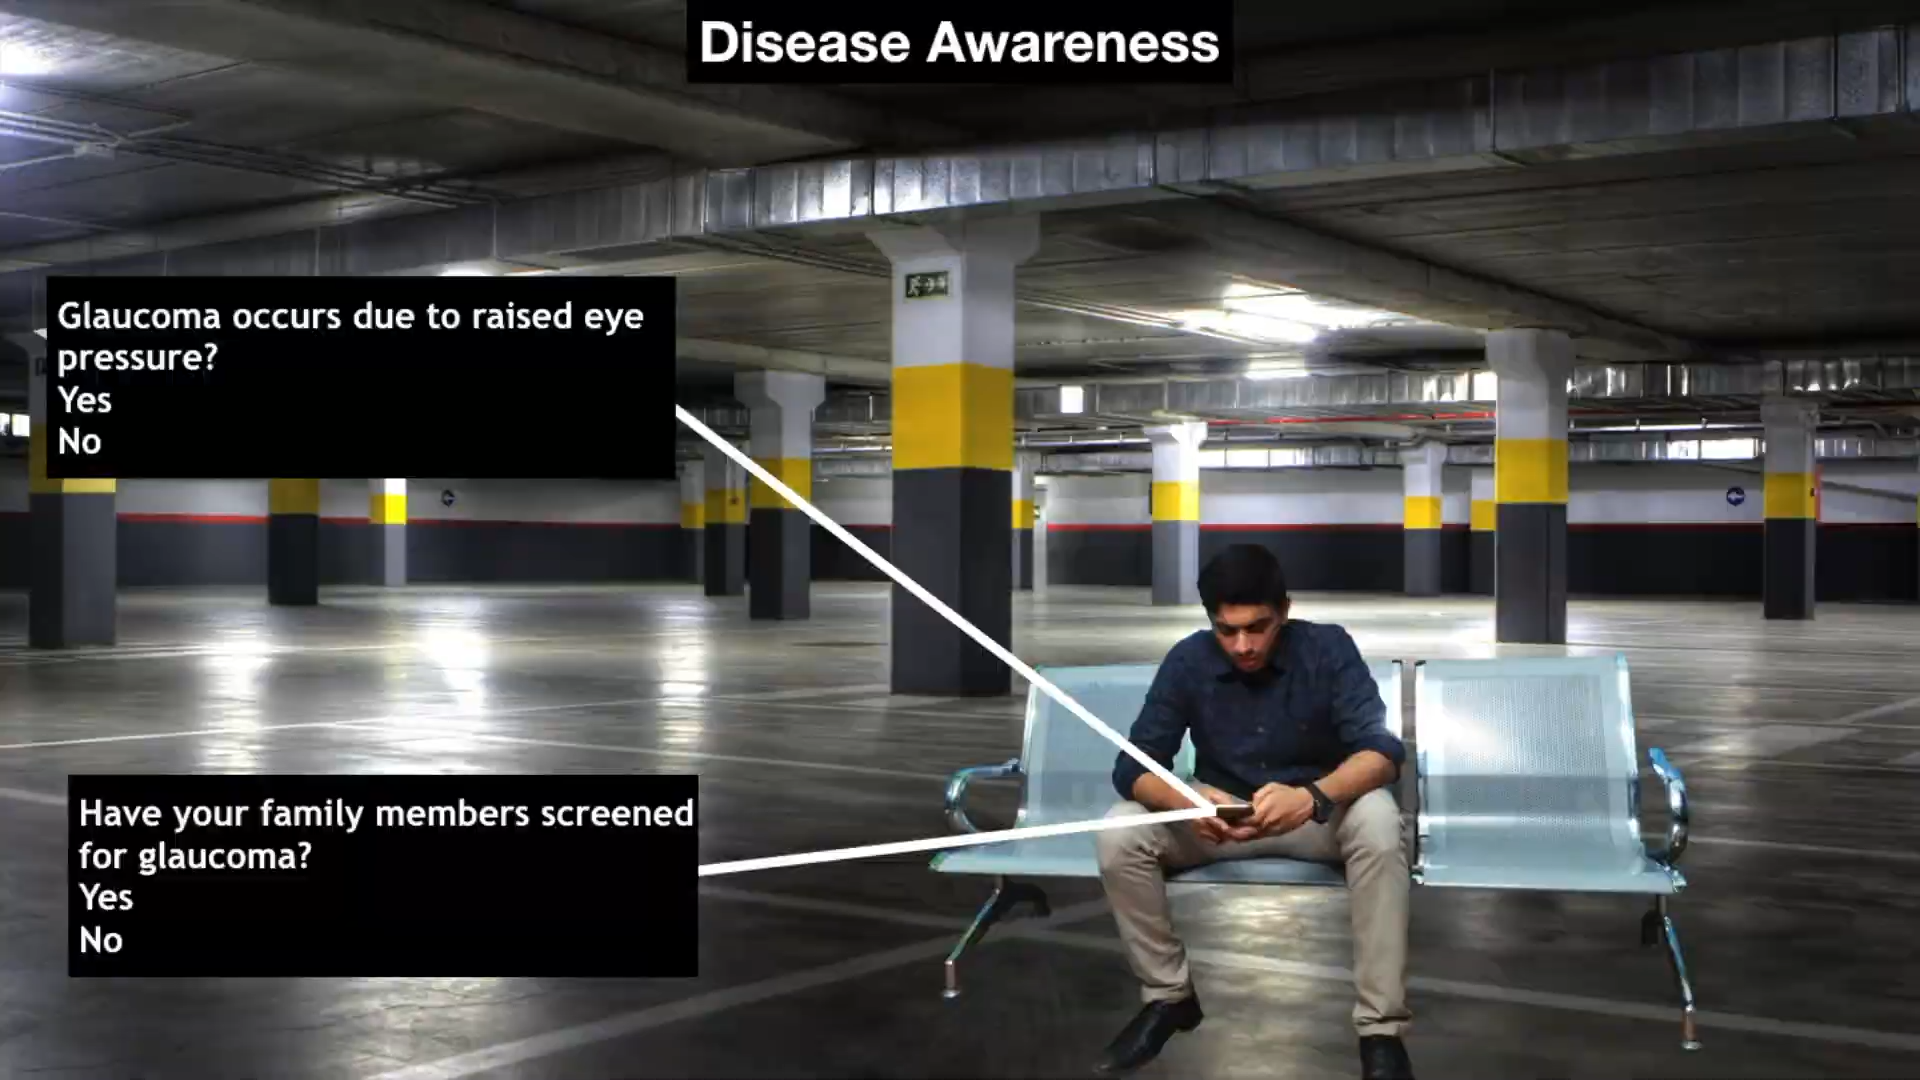 Disease Awareness
Glaucoma occurs due to raised eye
pressure?
Yes
No
Have your family members screened
for glaucoma?
Yes
No